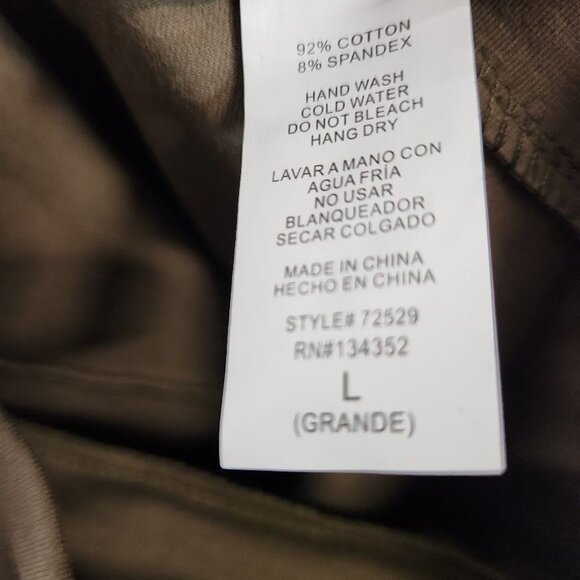 92% COTTON
8% SPANDEX
HAND WASH
COLD WATER
DO NOT BLEACH
HANG DRY
LAVAR A MANO CON
AGUA FRÍA
NO USAR
BLANQUEADOR
SECAR COLGADO
MADE IN CHINA
HECHO EN CHINA
STYLE# 72529
RN#134352
L
(GRANDE)